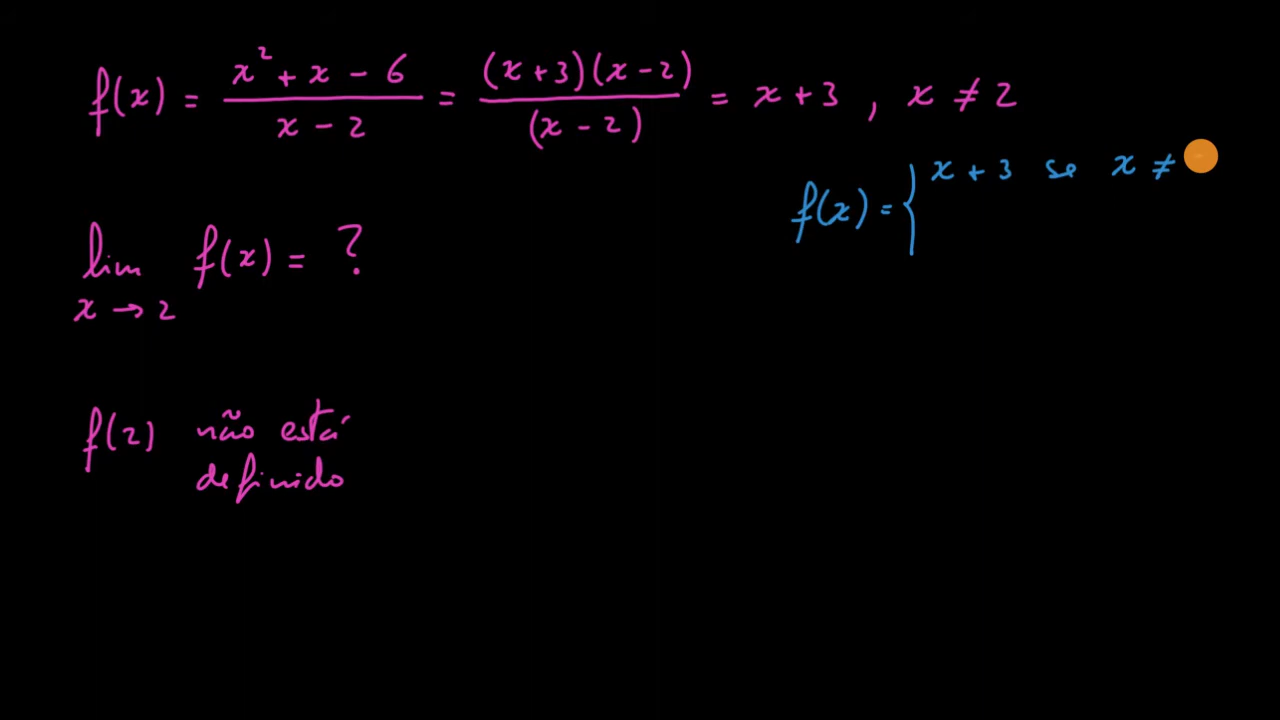 f(x) = x² + x − 6 / x − 2 = (x + 3)(x − 2) / (x − 2) = x + 3 , x ≠ 2
f(x) = { x + 3 se x ≠
lim x → 2 f(x) = ?
f(2) não está
definido